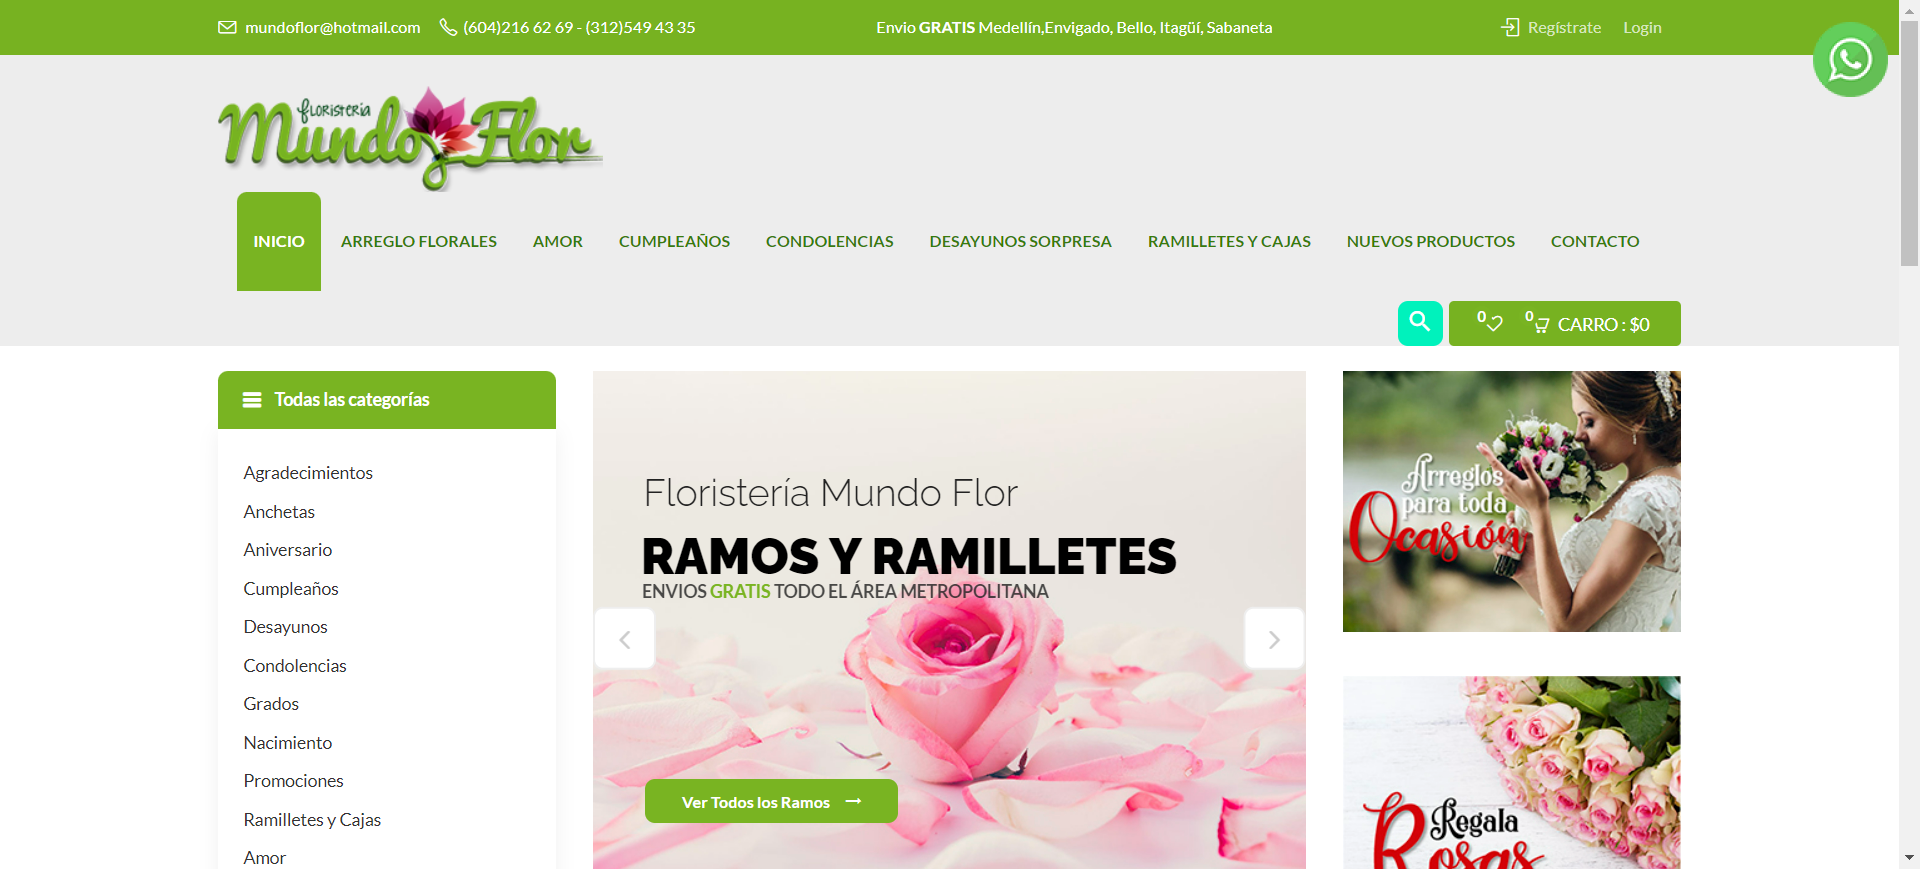 mundoflor@hotmail.com (604)216 62 69 - (312)549 43 35 Envio GRATIS Medellín,Envigado, Bello, Itagüí, Sabaneta Regístrate Login
floristeria
Mundo Flor
INICIO ARREGLO FLORALES AMOR CUMPLEAÑOS CONDOLENCIAS DESAYUNOS SORPRESA RAMILLETES Y CAJAS NUEVOS PRODUCTOS CONTACTO
0 0 CARRO : $0
Todas las categorías
Agradecimientos
Anchetas
Aniversario
Cumpleaños
Desayunos
Condolencias
Grados
Nacimiento
Promociones
Ramilletes y Cajas
Amor
Floristería Mundo Flor
RAMOS Y RAMILLETES
ENVIOS GRATIS TODO EL ÁREA METROPOLITANA
Ver Todos los Ramos
Arreglos
para toda
Ocasión
Regala
Rosas